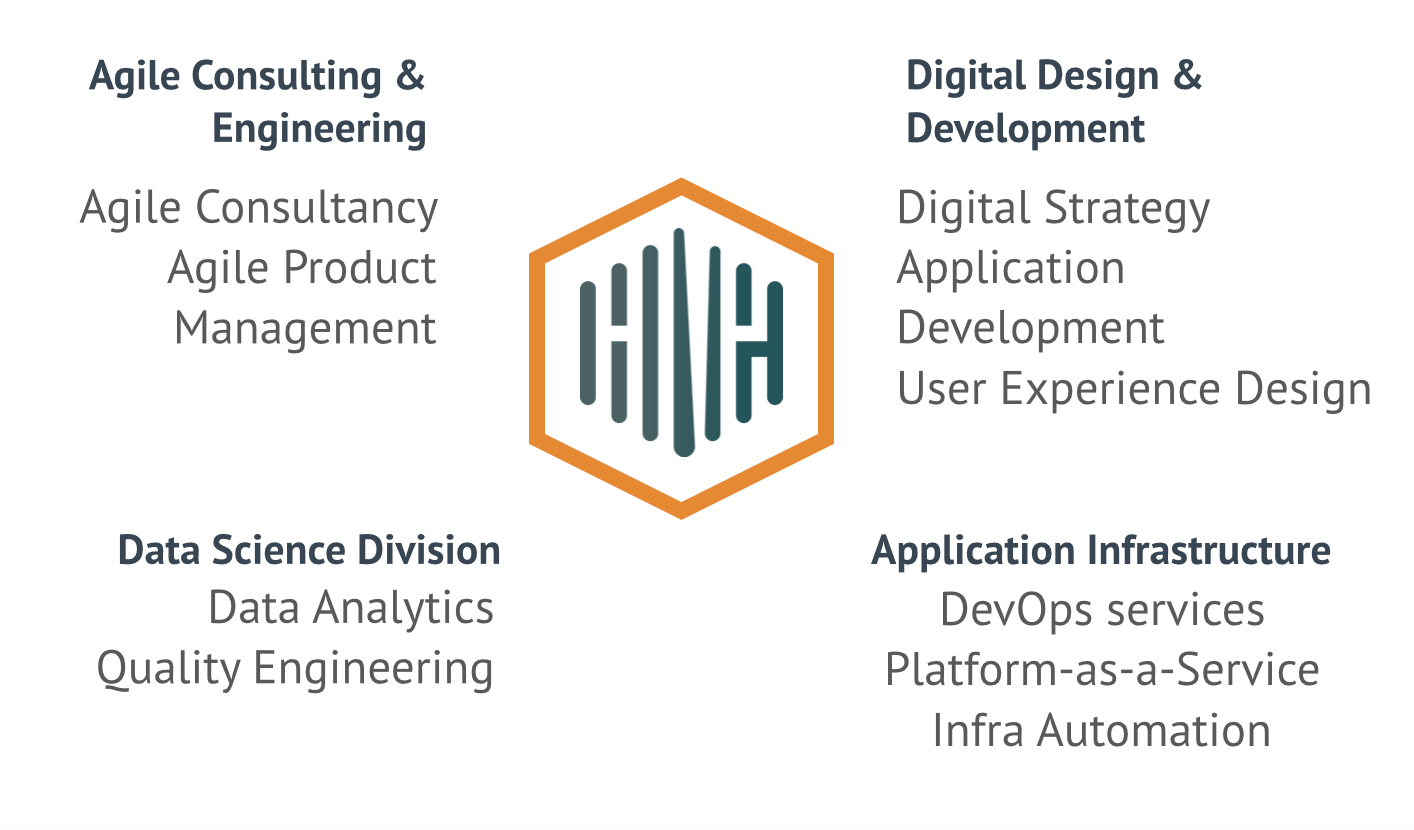 Agile Consulting &
Engineering
Agile Consultancy
Agile Product
Management
Digital Design &
Development
Digital Strategy
Application
Development
User Experience Design
Data Science Division
Data Analytics
Quality Engineering
Application Infrastructure
DevOps services
Platform-as-a-Service
Infra Automation